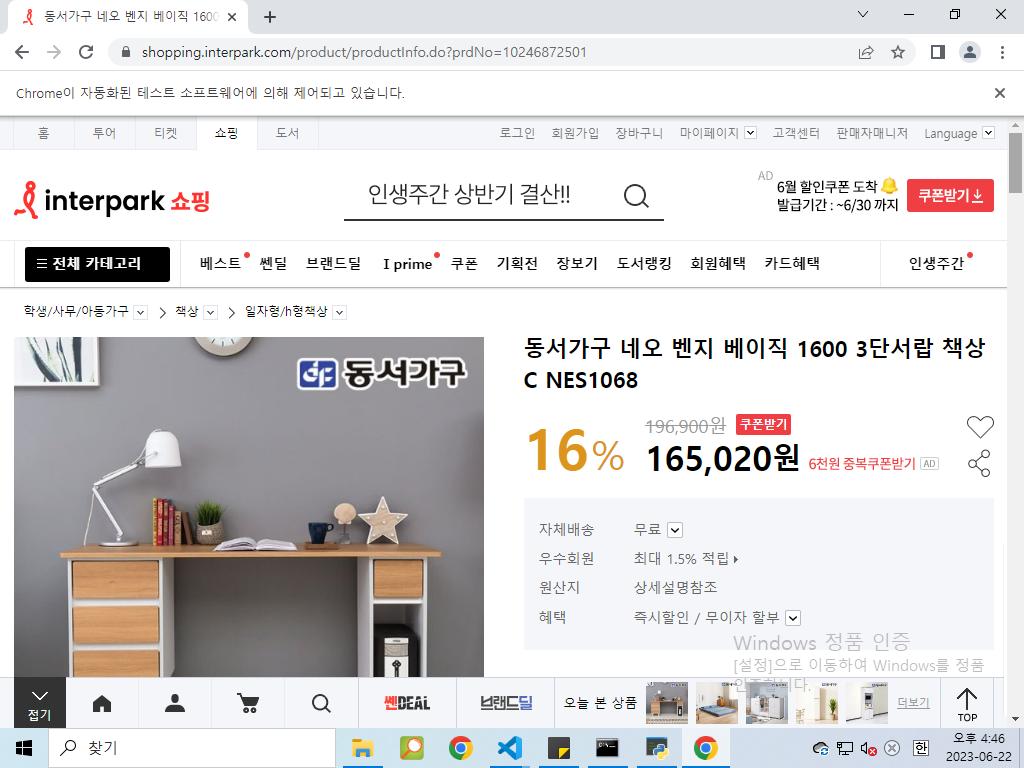 동서가구 네오 벤지 베이직 1600
shopping.interpark.com/product/productInfo.do?prdNo=10246872501
Chrome이 자동화된 테스트 소프트웨어에 의해 제어되고 있습니다.
홈 투어 티켓 쇼핑 도서 로그인 회원가입 장바구니 마이페이지 고객센터 판매자매니저 Language
interpark 쇼핑
인생주간 상반기 결산!!
AD
6월 할인쿠폰 도착
발급기간 : ~6/30 까지
쿠폰받기
전체 카테고리 베스트 쎈딜 브랜드딜 I prime 쿠폰 기획전 장보기 도서랭킹 회원혜택 카드혜택 인생주간
학생/사무/아동가구 책상 일자형/h형책상
동서가구
동서가구 네오 벤지 베이직 1600 3단서랍 책상
C NES1068
16%
196,900원 쿠폰받기
165,020원 6천원 중복쿠폰받기 AD
자체배송 무료
우수회원 최대 1.5% 적립
원산지 상세설명참조
혜택 즉시할인 / 무이자 할부
Windows 정품 인증
[설정]으로 이동하여 Windows를 정품
인증합니다.
접기
쎈DEAL
브랜드딜
오늘 본 상품
더보기
TOP
찾기
한
오후 4:46
2023-06-22